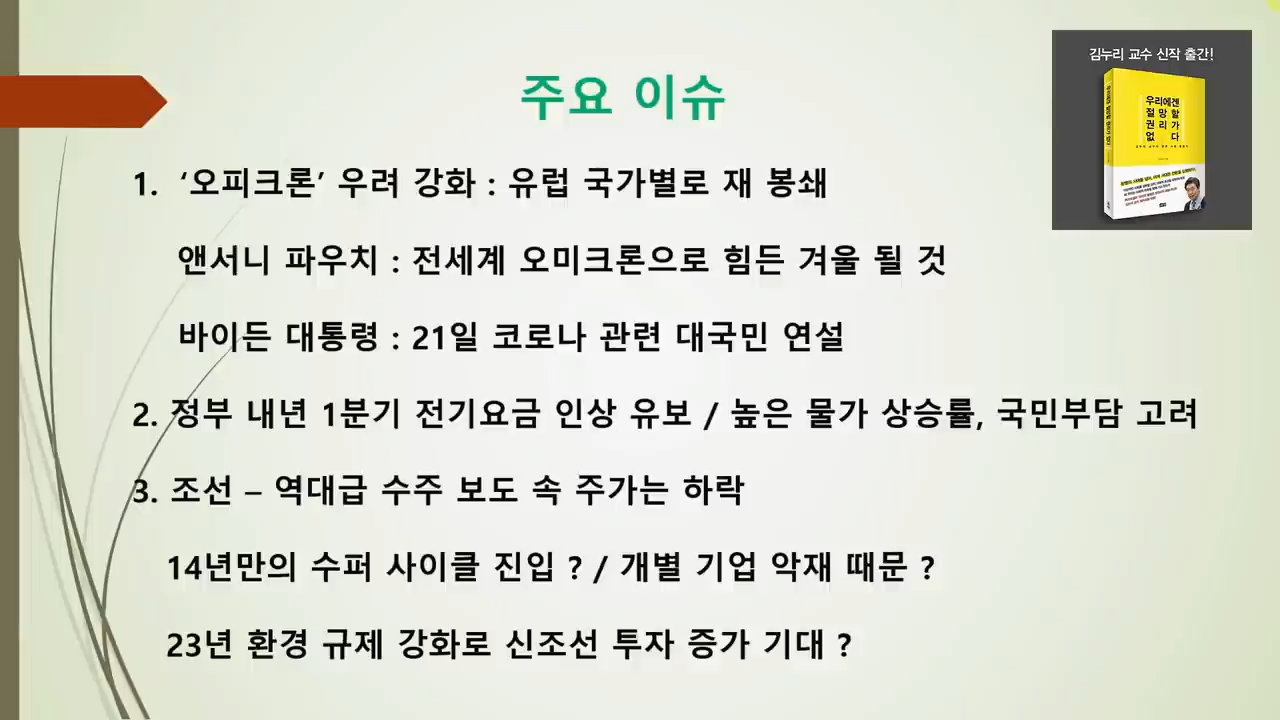 주요 이슈
김누리 교수 신작 출간!
우리에겐
절망할
권리가
없다
1. ‘오피크론’ 우려 강화 : 유럽 국가별로 재 봉쇄
앤서니 파우치 : 전세계 오미크론으로 힘든 겨울 될 것
바이든 대통령 : 21일 코로나 관련 대국민 연설
2. 정부 내년 1분기 전기요금 인상 유보 / 높은 물가 상승률, 국민부담 고려
3. 조선 – 역대급 수주 보도 속 주가는 하락
14년만의 수퍼 사이클 진입 ? / 개별 기업 악재 때문 ?
23년 환경 규제 강화로 신조선 투자 증가 기대 ?